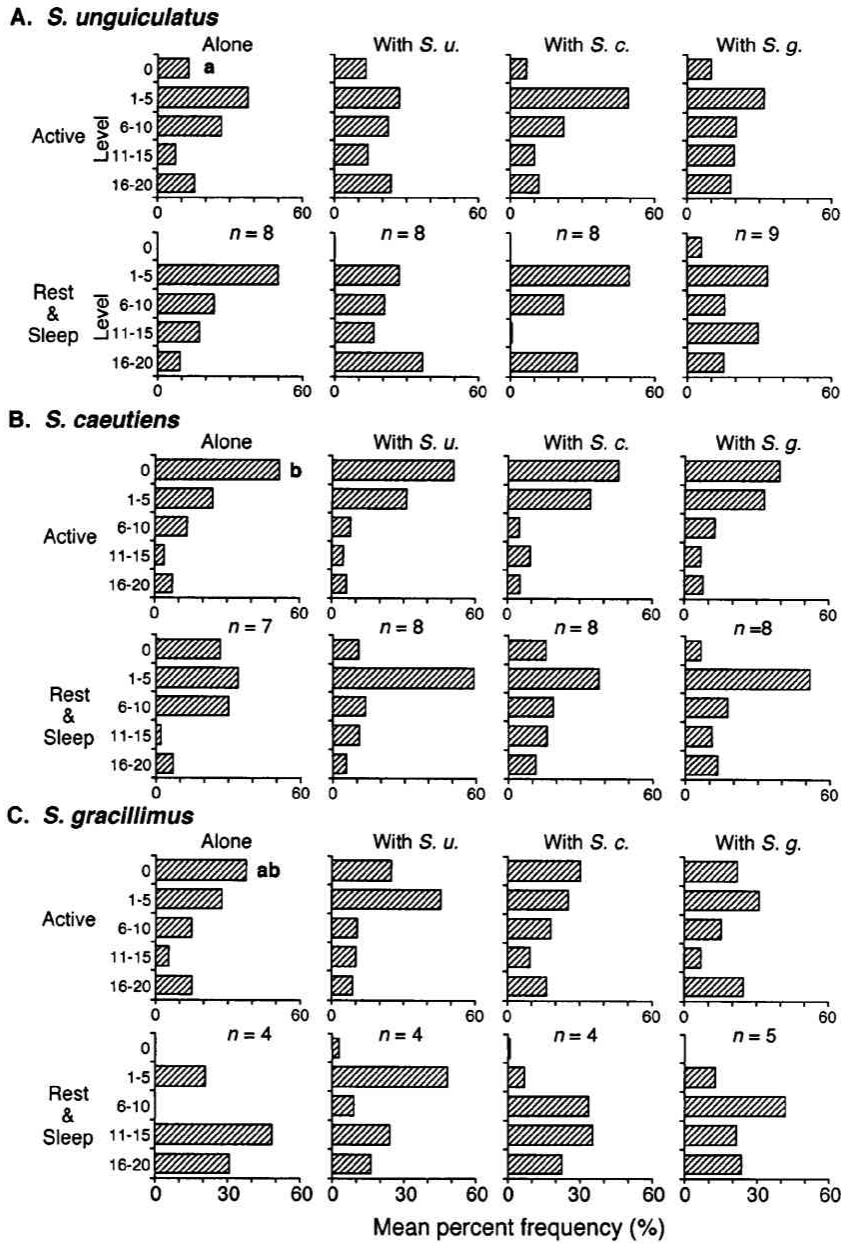 A. S. unguiculatus
Alone With S. u. With S. c. With S. g.
Active
Level
0 a
1-5
6-10
11-15
16-20
0 60 0 60 0 60 0 60
n = 8 n = 8 n = 8 n = 9
Rest
&
Sleep
Level
0
1-5
6-10
11-15
16-20
0 60 0 60 0 60 0 60
B. S. caeutiens
Alone With S. u. With S. c. With S. g.
Active
0 b
1-5
6-10
11-15
16-20
0 60 0 60 0 60 0 60
n = 7 n = 8 n = 8 n =8
Rest
&
Sleep
0
1-5
6-10
11-15
16-20
0 60 0 60 0 60 0 60
C. S. gracillimus
Alone With S. u. With S. c. With S. g.
Active
0 ab
1-5
6-10
11-15
16-20
0 60 0 60 0 60 0 60
n = 4 n = 4 n = 4 n = 5
Rest
&
Sleep
0
1-5
6-10
11-15
16-20
0 30 60 0 30 60 0 30 60 0 30 60
Mean percent frequency (%)